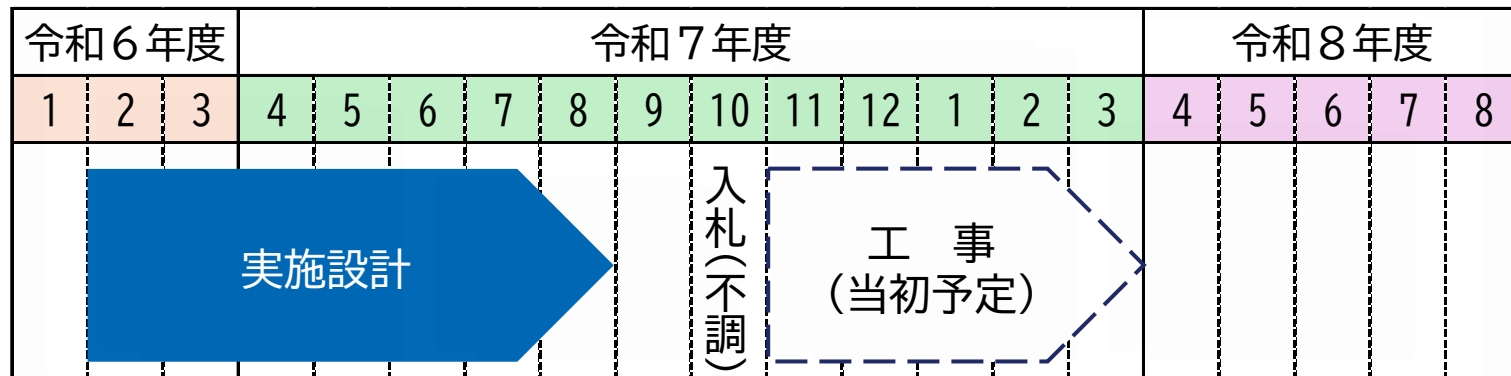 令和６年度 令和７年度 令和８年度
1 2 3 4 5 6 7 8 9 10 11 12 1 2 3 4 5 6 7 8
実施設計
入札(不調)
工　事
(当初予定)